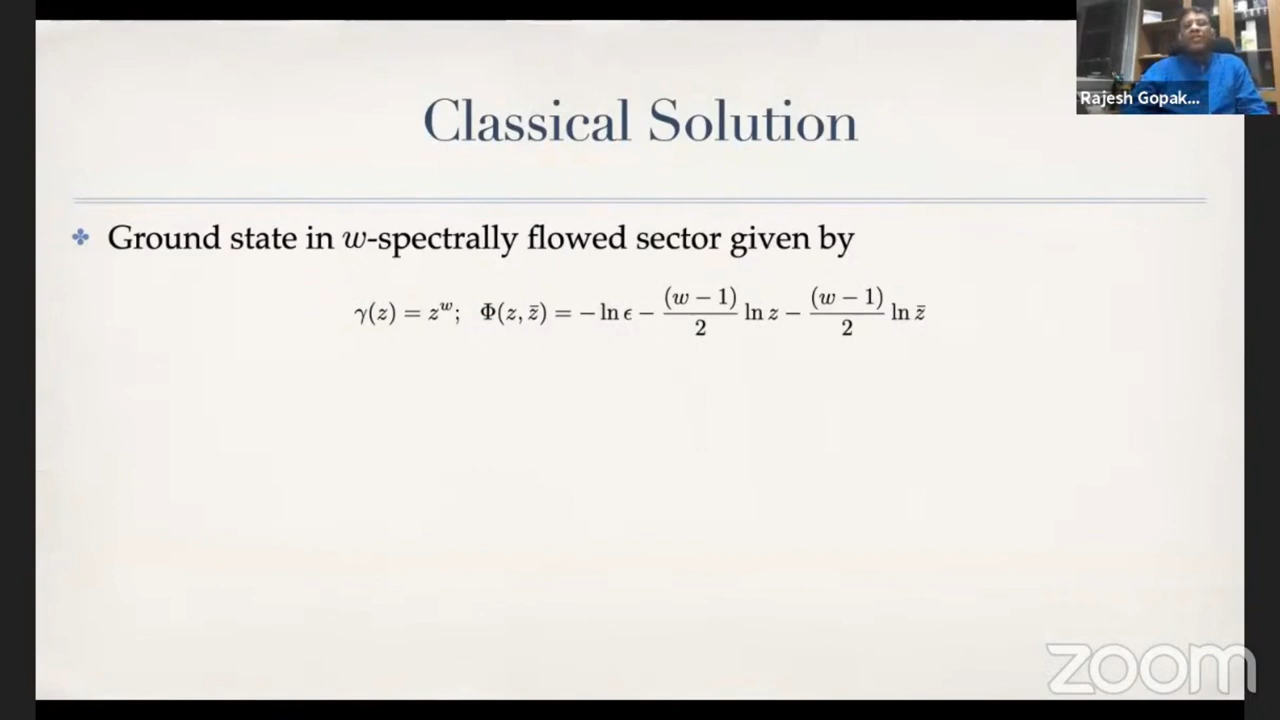 Rajesh Gopak...
Classical Solution
Ground state in w-spectrally flowed sector given by
γ(z) = z^w; Φ(z, z̄) = − ln ϵ − (w − 1)/2 ln z − (w − 1)/2 ln z̄
zoom